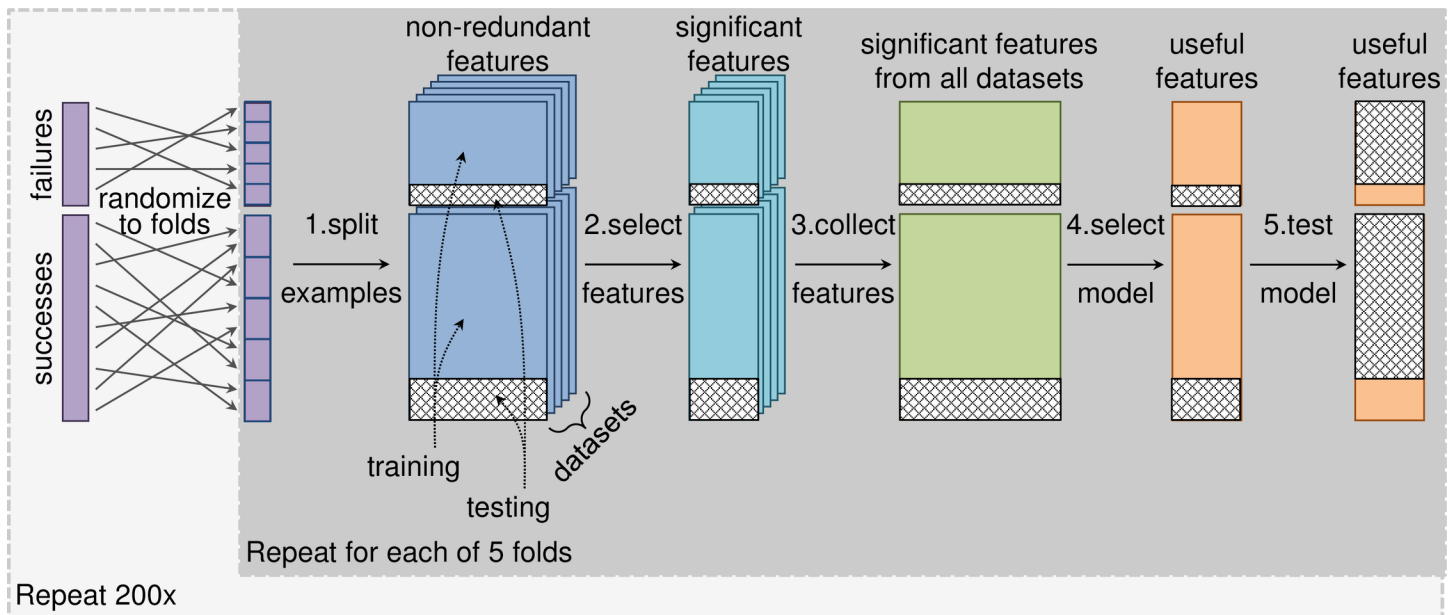 non-redundant
features
significant
features
significant features
from all datasets
useful
features
useful
features
failures
successes
randomize
to folds
1.split
examples
2.select
features
3.collect
features
4.select
model
5.test
model
training
testing
datasets
Repeat for each of 5 folds
Repeat 200x